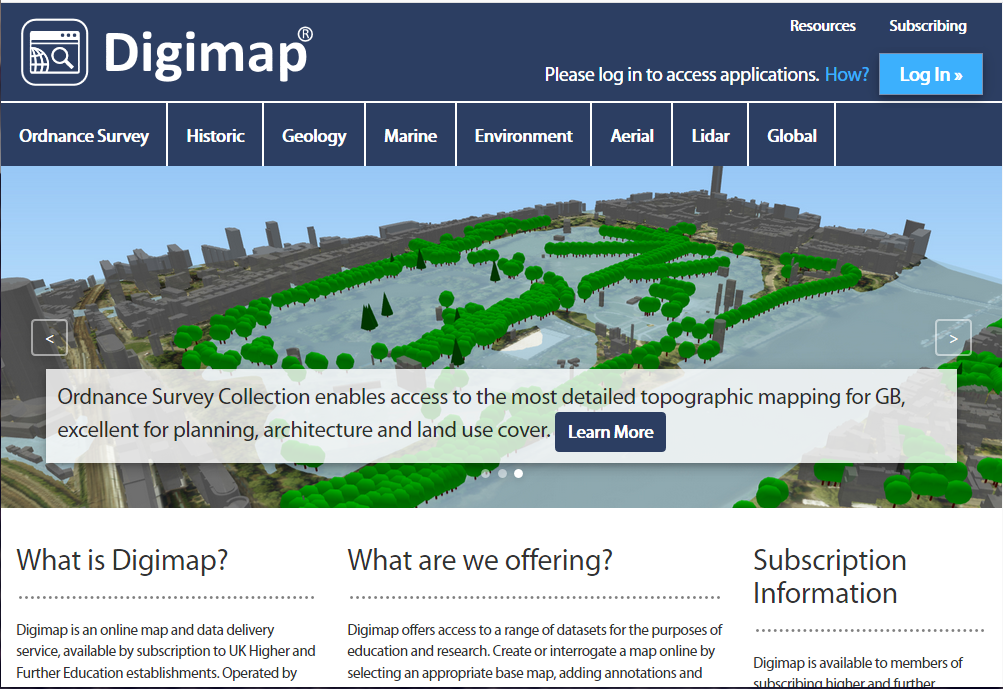 Digimap®
Resources Subscribing
Please log in to access applications. How? Log In »
Ordnance Survey Historic Geology Marine Environment Aerial Lidar Global
< >
Ordnance Survey Collection enables access to the most detailed topographic mapping for GB,
excellent for planning, architecture and land use cover. Learn More
What is Digimap?
Digimap is an online map and data delivery
service, available by subscription to UK Higher and
Further Education establishments. Operated by
What are we offering?
Digimap offers access to a range of datasets for the purposes of
education and research. Create or interrogate a map online by
selecting an appropriate base map, adding annotations and
Subscription
Information
Digimap is available to members of
subscribing higher and further